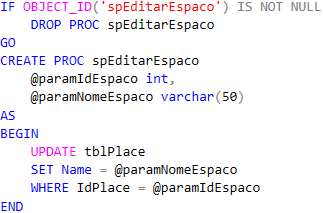 IF OBJECT_ID('spEditarEspaco') IS NOT NULL
    DROP PROC spEditarEspaco
GO
CREATE PROC spEditarEspaco
    @paramIdEspaco int,
    @paramNomeEspaco varchar(50)
AS
BEGIN
    UPDATE tblPlace
    SET Name = @paramNomeEspaco
    WHERE IdPlace = @paramIdEspaco
END